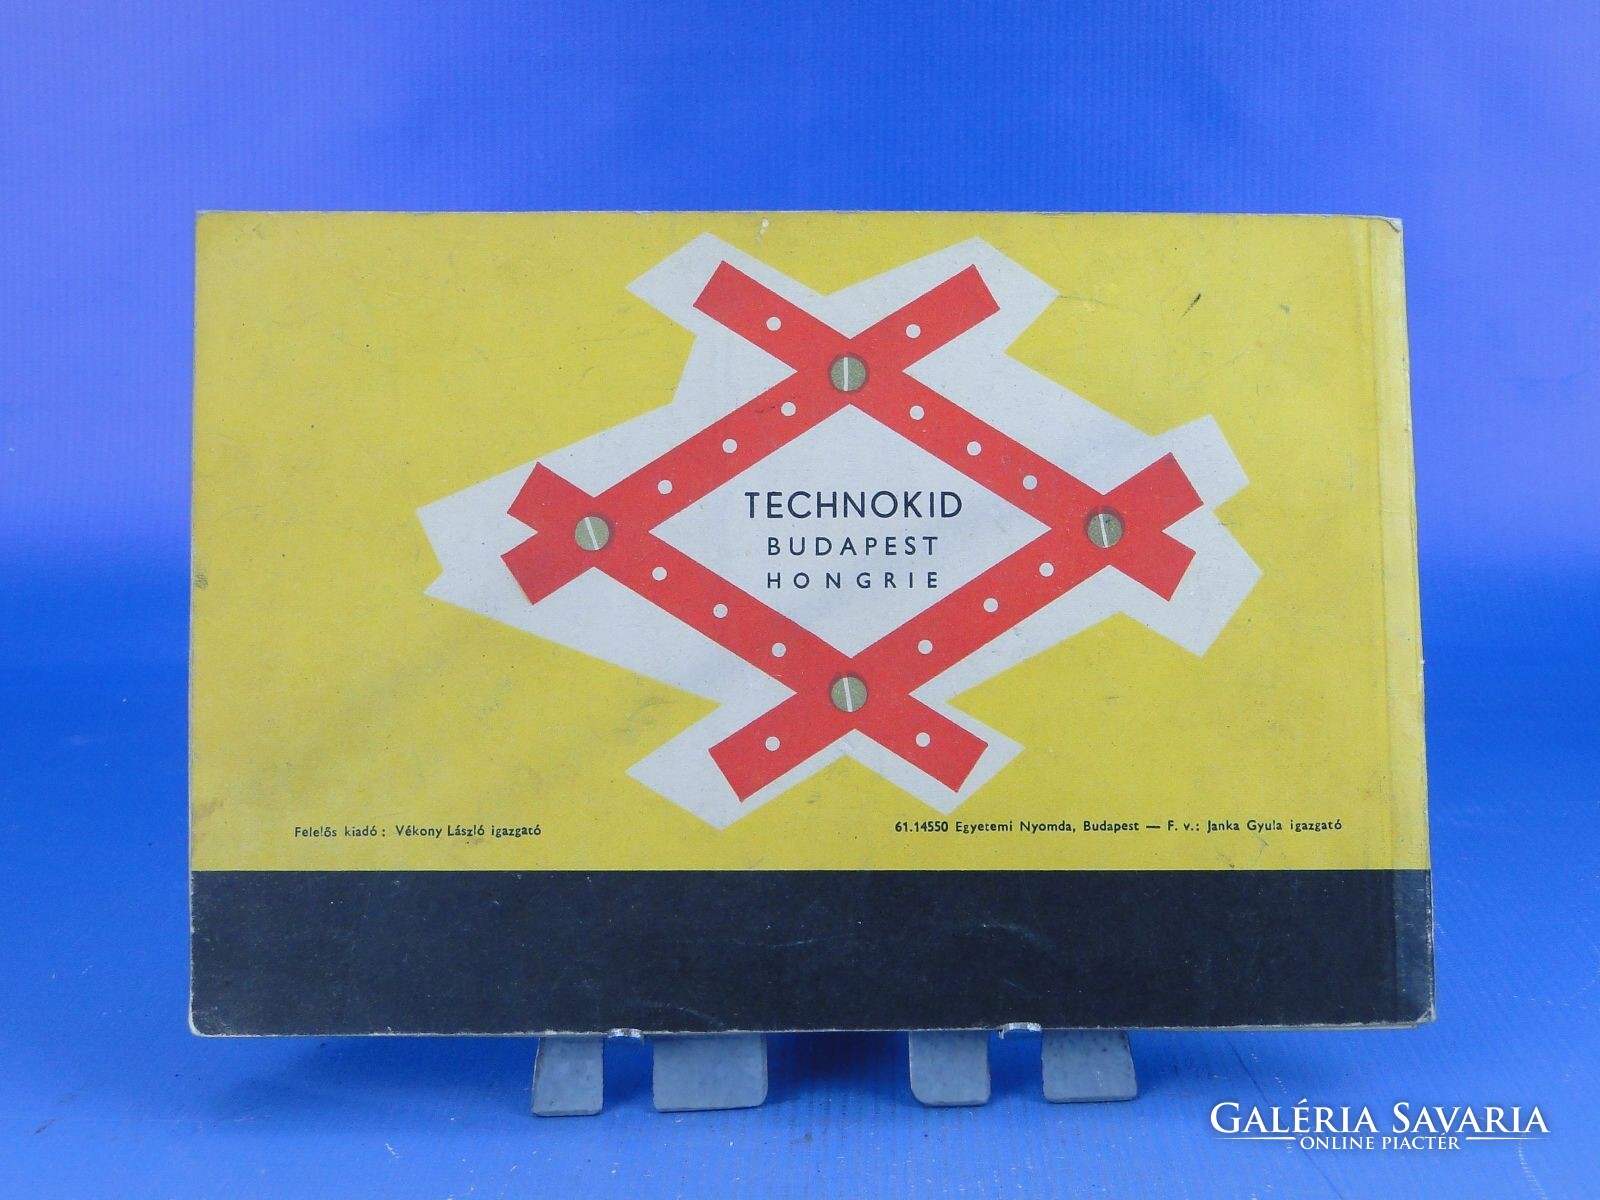 TECHNOKID
BUDAPEST
HONGRIE
Felelős kiadó: Vékony László igazgató
61.14550 Egyetemi Nyomda, Budapest — F. v.: Janka Gyula igazgató
GALÉRIA SAVARIA
ONLINE PIACTÉR